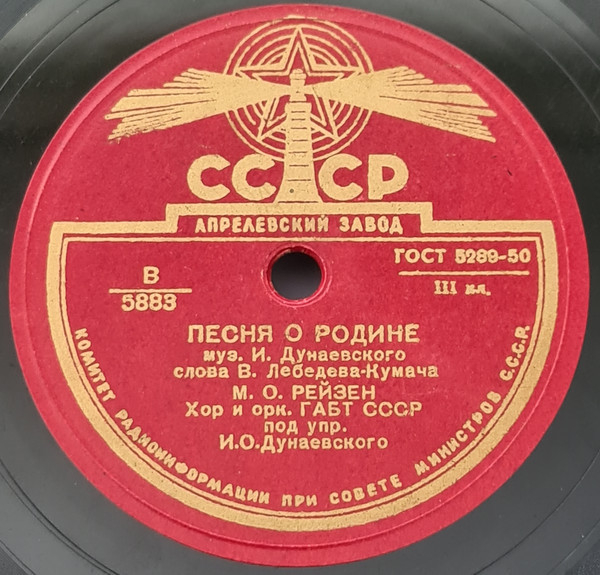 СССР
АПРЕЛЕВСКИЙ ЗАВОД
В
5883
ГОСТ 5289-50
III кл.
ПЕСНЯ О РОДИНЕ
муз. И. Дунаевского
слова В. Лебедева-Кумача
М. О. РЕЙЗЕН
Хор и орк. ГАБТ СССР
под упр.
И.О.Дунаевского
КОМИТЕТ РАДИОИНФОРМАЦИИ ПРИ СОВЕТЕ МИНИСТРОВ С.С.С.Р.